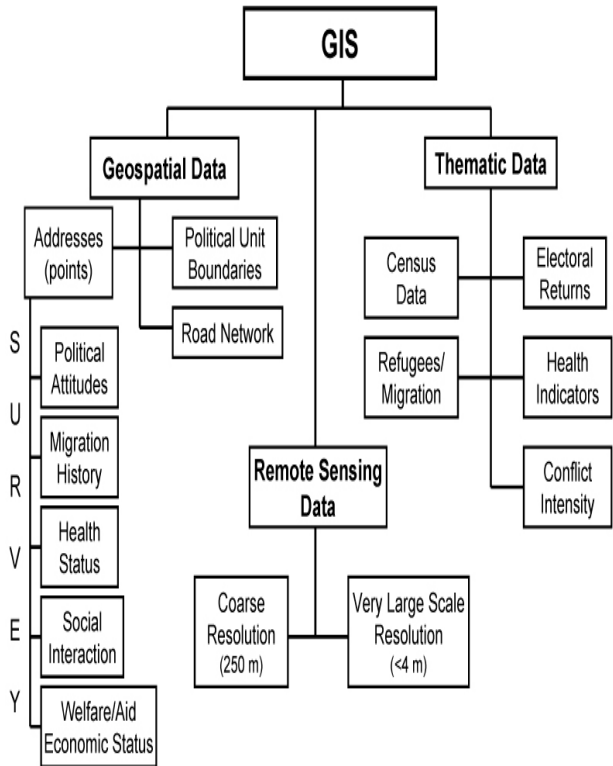 GIS
Geospatial Data
Addresses
(points)
Political Unit
Boundaries
Road Network
SURVEY
Political
Attitudes
Migration
History
Health
Status
Social
Interaction
Welfare/Aid
Economic Status
Remote Sensing
Data
Coarse
Resolution
(250 m)
Very Large Scale
Resolution
(<4 m)
Thematic Data
Census
Data
Electoral
Returns
Refugees/
Migration
Health
Indicators
Conflict
Intensity